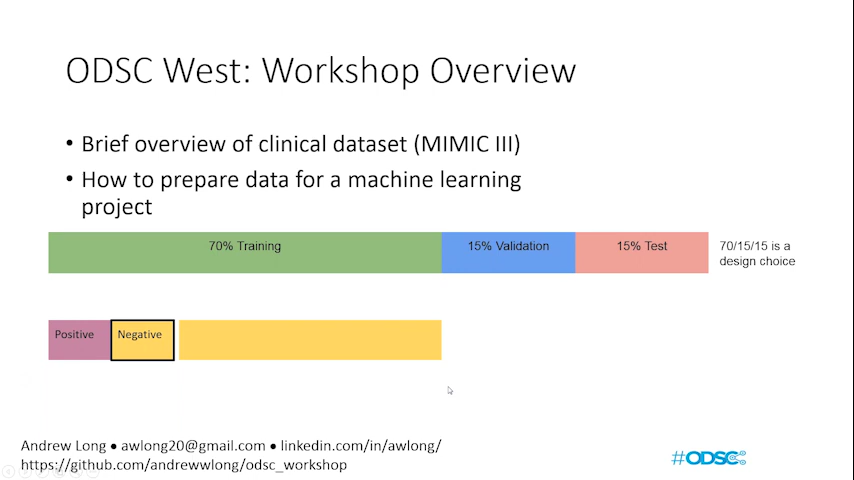 ODSC West: Workshop Overview
• Brief overview of clinical dataset (MIMIC III)
• How to prepare data for a machine learning
project
70% Training
15% Validation
15% Test
70/15/15 is a
design choice
Positive
Negative
Andrew Long ● awlong20@gmail.com ● linkedin.com/in/awlong/
https://github.com/andrewwlong/odsc_workshop
#ODSC